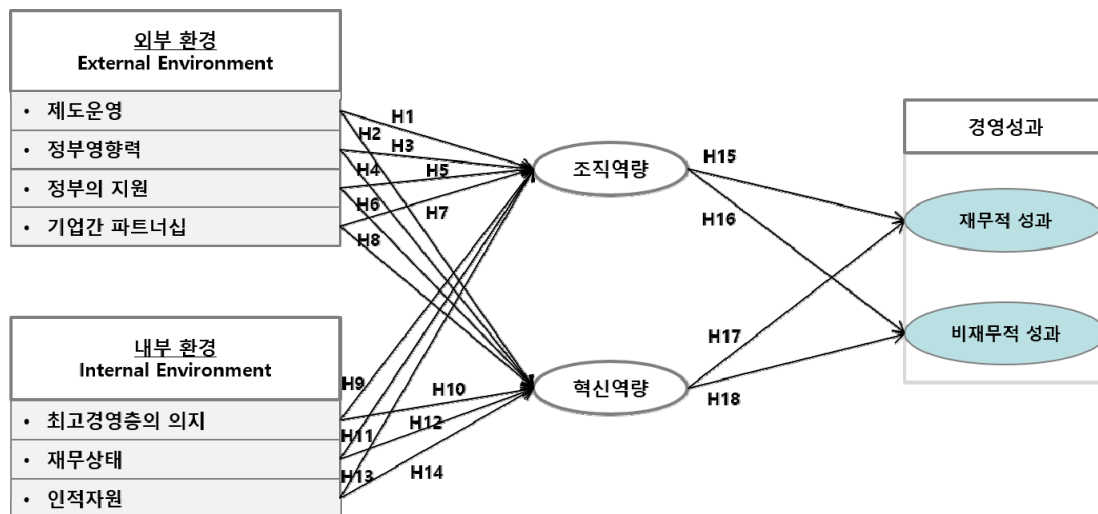 외부 환경
External Environment
• 제도운영
• 정부영향력
• 정부의 지원
• 기업간 파트너십
내부 환경
Internal Environment
• 최고경영층의 의지
• 재무상태
• 인적자원
H1
H2
H3
H4
H5
H6
H7
H8
H9
H10
H11
H12
H13
H14
조직역량
혁신역량
H15
H16
H17
H18
경영성과
재무적 성과
비재무적 성과